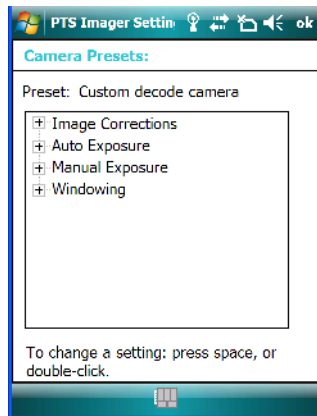 PTS Imager Settin ok
Camera Presets:
Preset: Custom decode camera
Image Corrections
Auto Exposure
Manual Exposure
Windowing
To change a setting: press space, or
double-click.